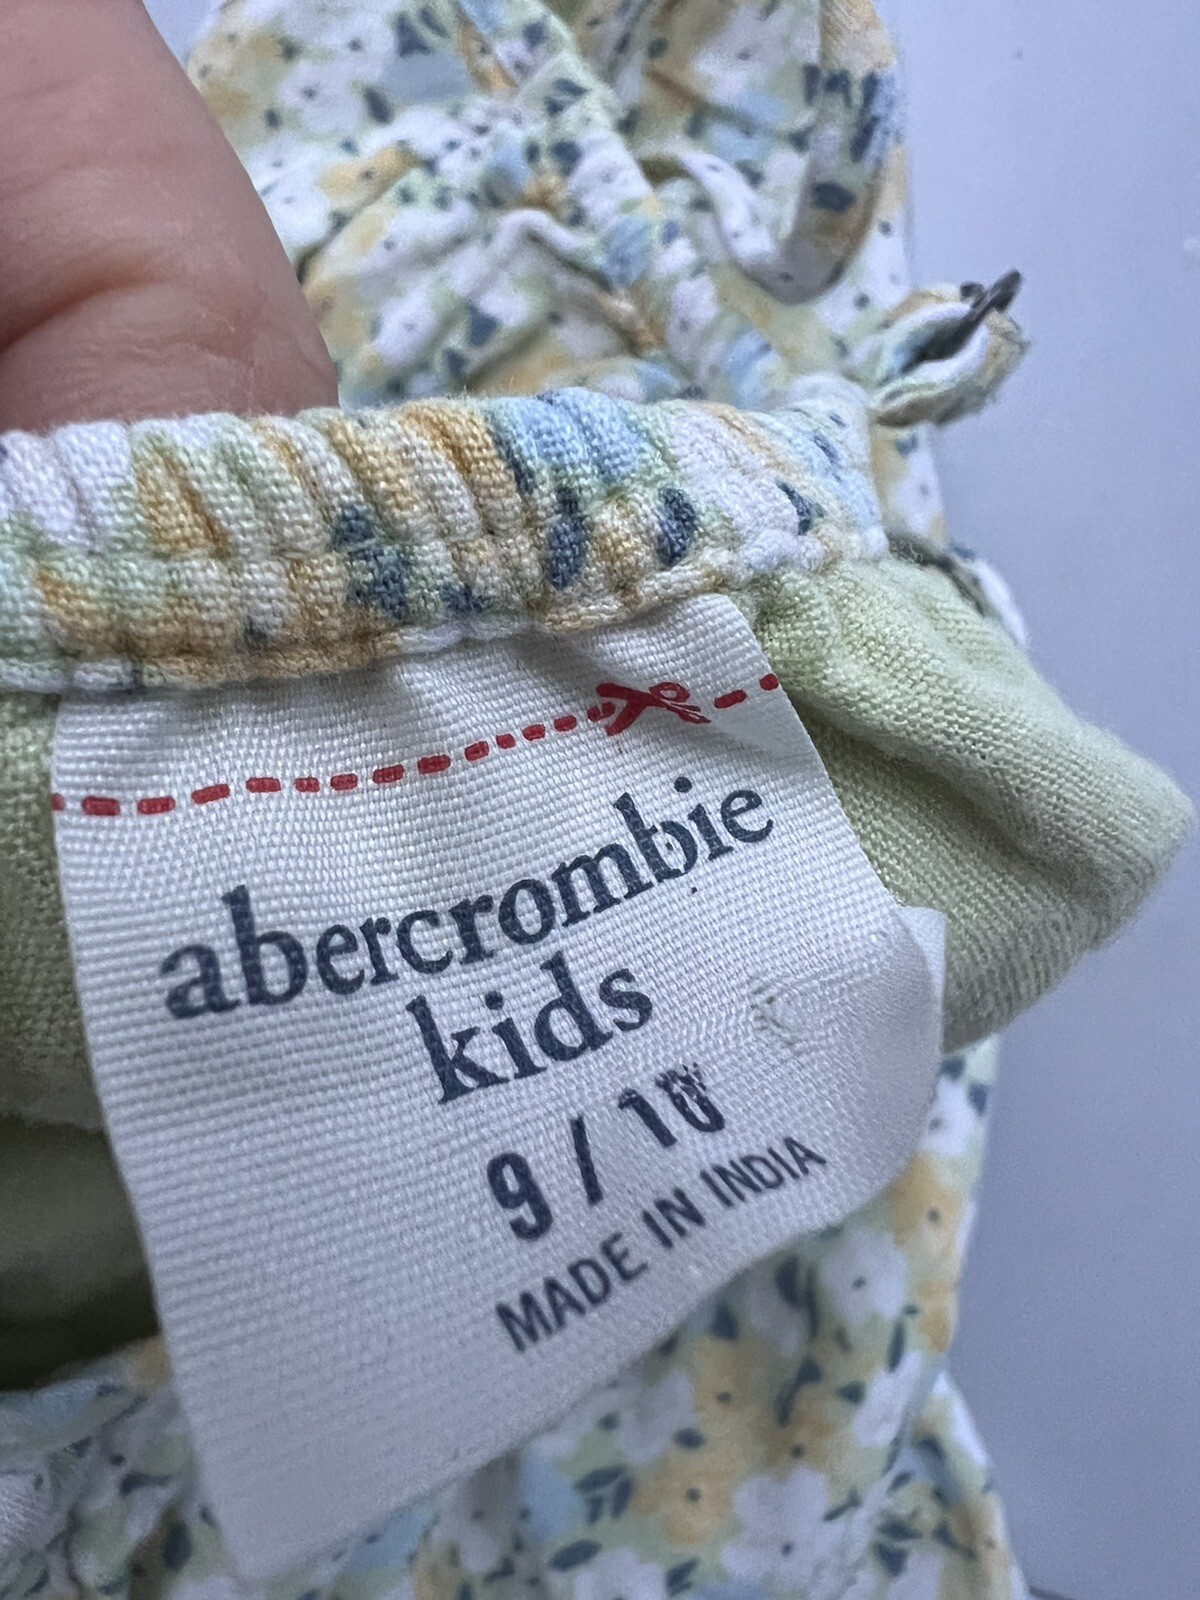 abercrombie
kids
9 / 10
MADE IN INDIA